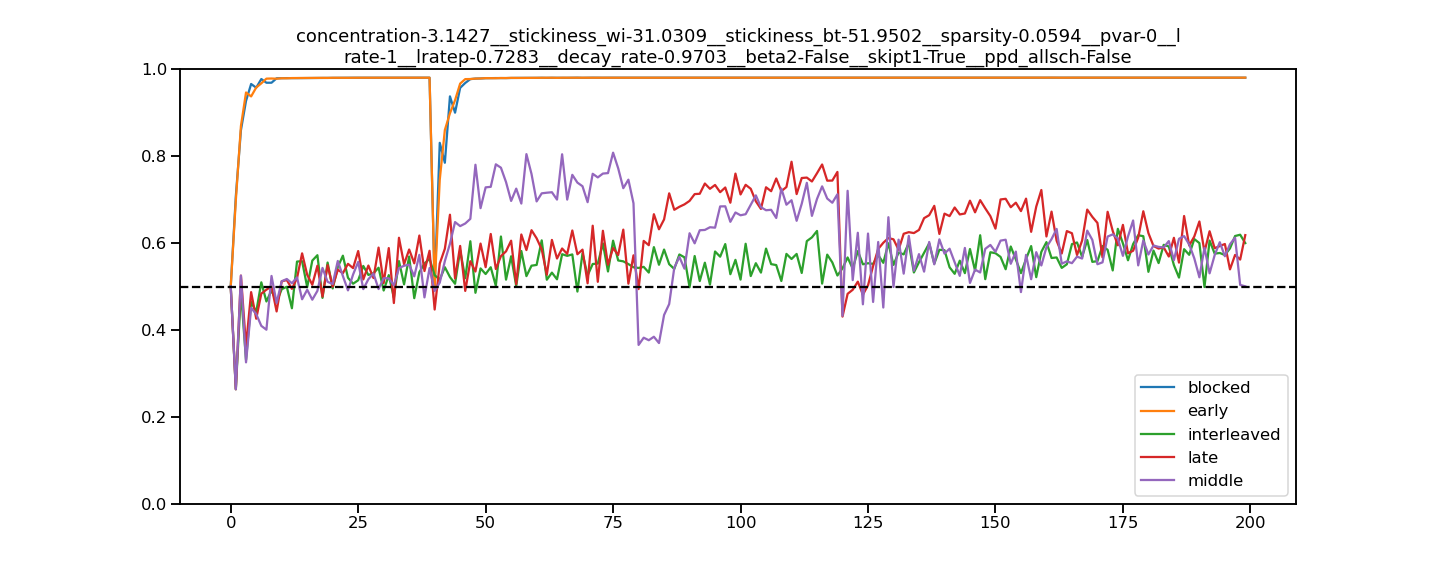 concentration-3.1427__stickiness_wi-31.0309__stickiness_bt-51.9502__sparsity-0.0594__pvar-0__l
rate-1__lratep-0.7283__decay_rate-0.9703__beta2-False__skipt1-True__ppd_allsch-False
1.0
0.8
0.6
0.4
0.2
0.0
0 25 50 75 100 125 150 175 200
blocked
early
interleaved
late
middle